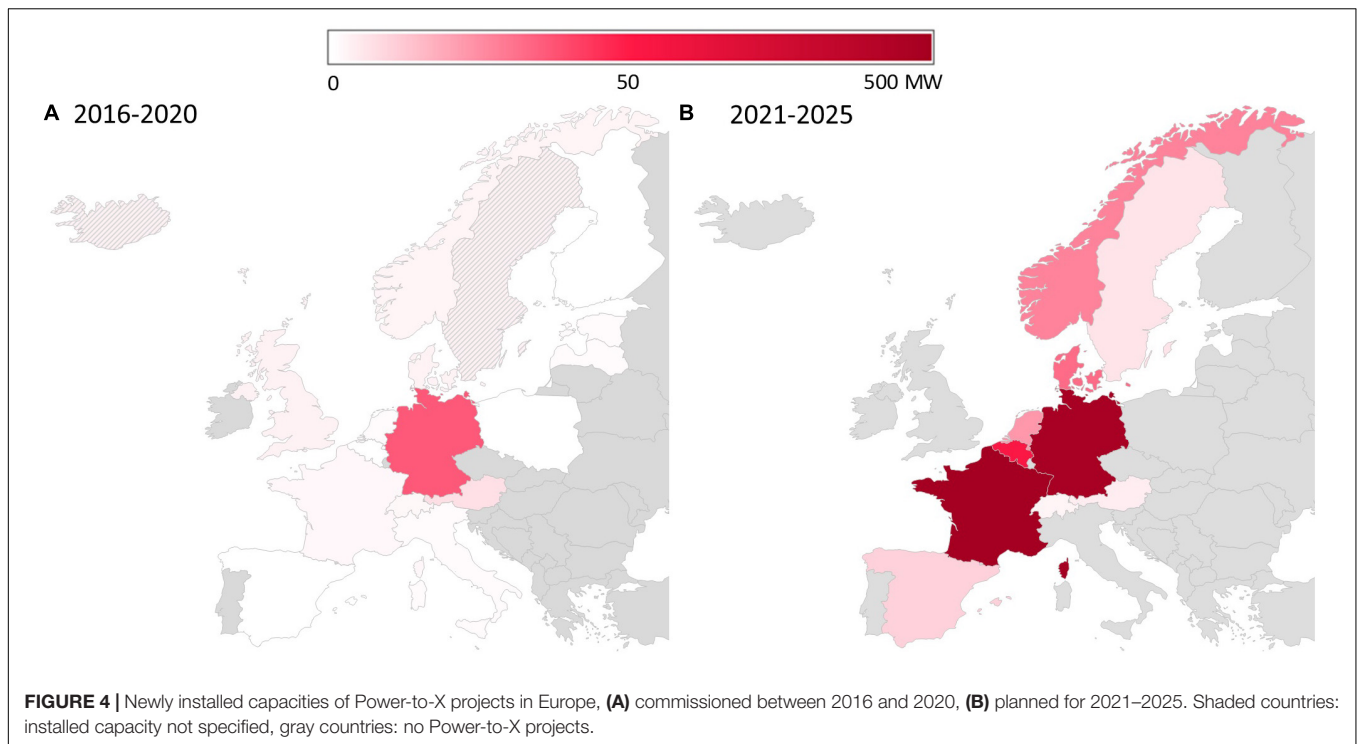 0 50 500 MW
A 2016-2020
B 2021-2025
FIGURE 4 | Newly installed capacities of Power-to-X projects in Europe, (A) commissioned between 2016 and 2020, (B) planned for 2021–2025. Shaded countries:
installed capacity not specified, gray countries: no Power-to-X projects.